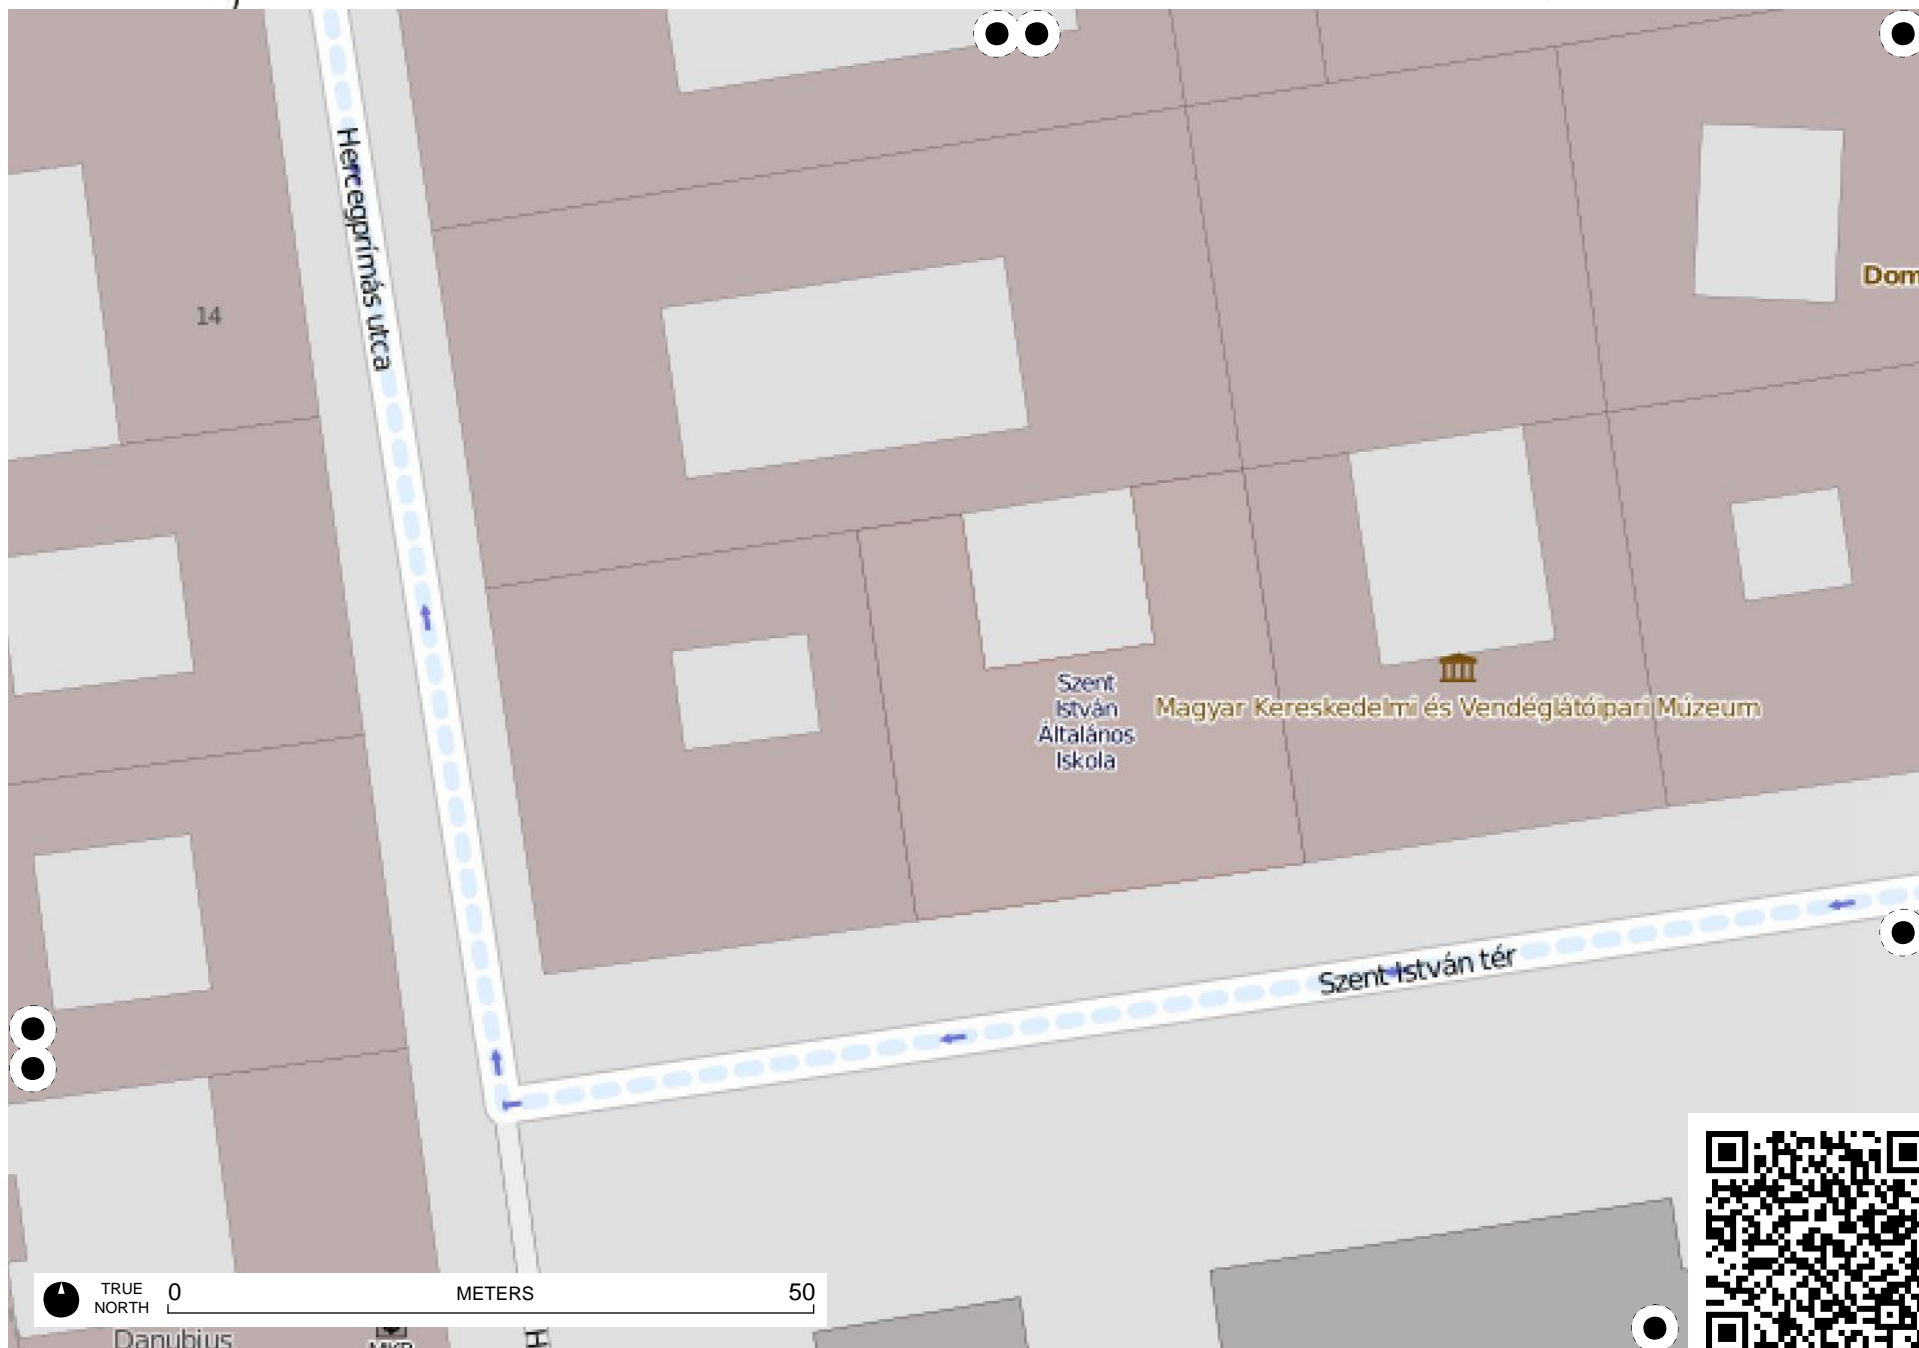 Hercegprímás utca
14
Szent
István
Általános
Iskola
Magyar Kereskedelmi és Vendéglátóipari Múzeum
Szent István tér
TRUE
NORTH
0
METERS
50
Danubius
H